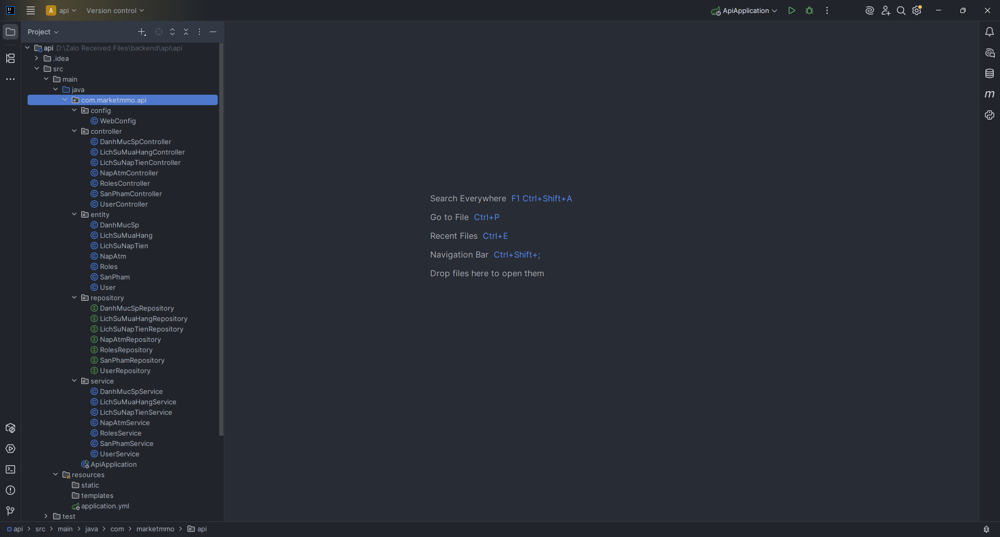 A api Version control ApiApplication
Project
api D:\Zalo Received Files\backend\api\api
.idea
src
main
java
com.marketmmo.api
config
WebConfig
controller
DanhMucSpController
LichSuMuaHangController
LichSuNapTienController
NapAtmController
RolesController
SanPhamController
UserController
entity
DanhMucSp
LichSuMuaHang
LichSuNapTien
NapAtm
Roles
SanPham
User
repository
DanhMucSpRepository
LichSuMuaHangRepository
LichSuNapTienRepository
NapAtmRepository
RolesRepository
SanPhamRepository
UserRepository
service
DanhMucSpService
LichSuMuaHangService
LichSuNapTienService
NapAtmService
RolesService
SanPhamService
UserService
ApiApplication
resources
static
templates
application.yml
test
Search Everywhere F1 Ctrl+Shift+A
Go to File Ctrl+P
Recent Files Ctrl+E
Navigation Bar Ctrl+Shift+;
Drop files here to open them
api > src > main > java > com > marketmmo > api